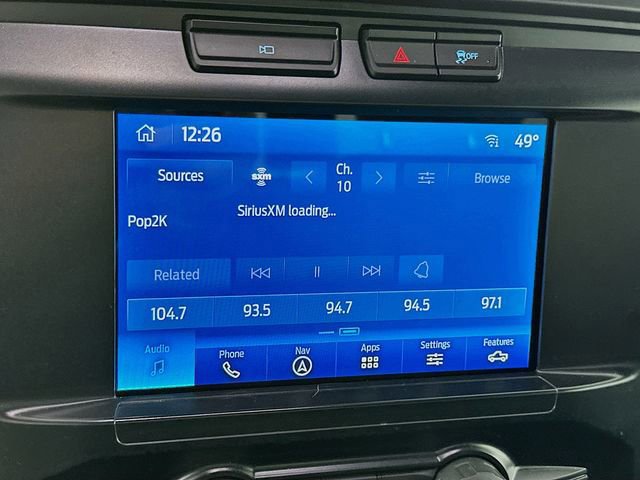 OFF
12:26
49°
Sources
sxm
Ch.
10
Browse
Pop2K
SiriusXM loading...
Related
104.7 93.5 94.7 94.5 97.1
Audio Phone Nav Apps Settings Features